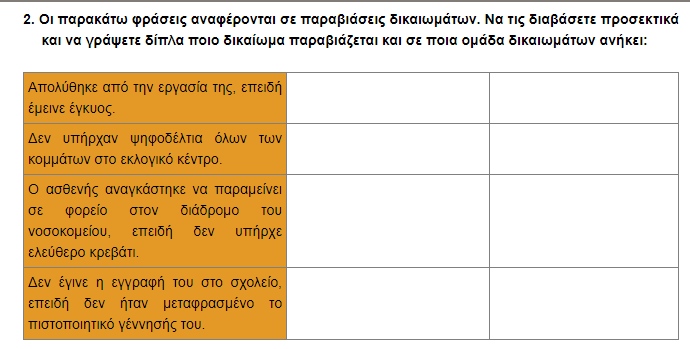 2. Οι παρακάτω φράσεις αναφέρονται σε παραβιάσεις δικαιωμάτων. Να τις διαβάσετε προσεκτικά
και να γράψετε δίπλα ποιο δικαίωμα παραβιάζεται και σε ποια ομάδα δικαιωμάτων ανήκει:
Απολύθηκε από την εργασία της, επειδή
έμεινε έγκυος.
Δεν υπήρχαν ψηφοδέλτια όλων των
κομμάτων στο εκλογικό κέντρο.
Ο ασθενής αναγκάστηκε να παραμείνει
σε φορείο στον διάδρομο του
νοσοκομείου, επειδή δεν υπήρχε
ελεύθερο κρεβάτι.
Δεν έγινε η εγγραφή του στο σχολείο,
επειδή δεν ήταν μεταφρασμένο το
πιστοποιητικό γέννησής του.